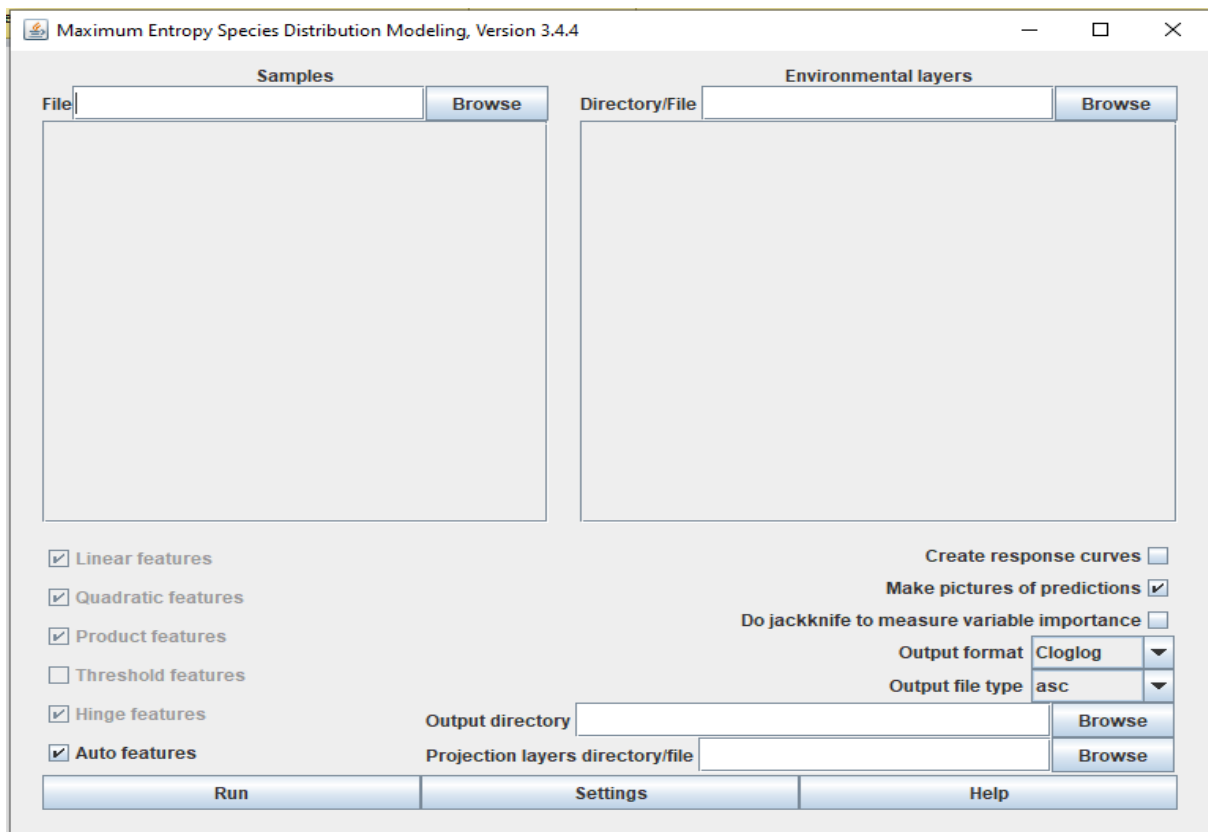 Maximum Entropy Species Distribution Modeling, Version 3.4.4
Samples
File Browse
Environmental layers
Directory/File Browse
Linear features
Quadratic features
Product features
Threshold features
Hinge features
Auto features
Create response curves
Make pictures of predictions
Do jackknife to measure variable importance
Output format Cloglog
Output file type asc
Output directory Browse
Projection layers directory/file Browse
Run Settings Help